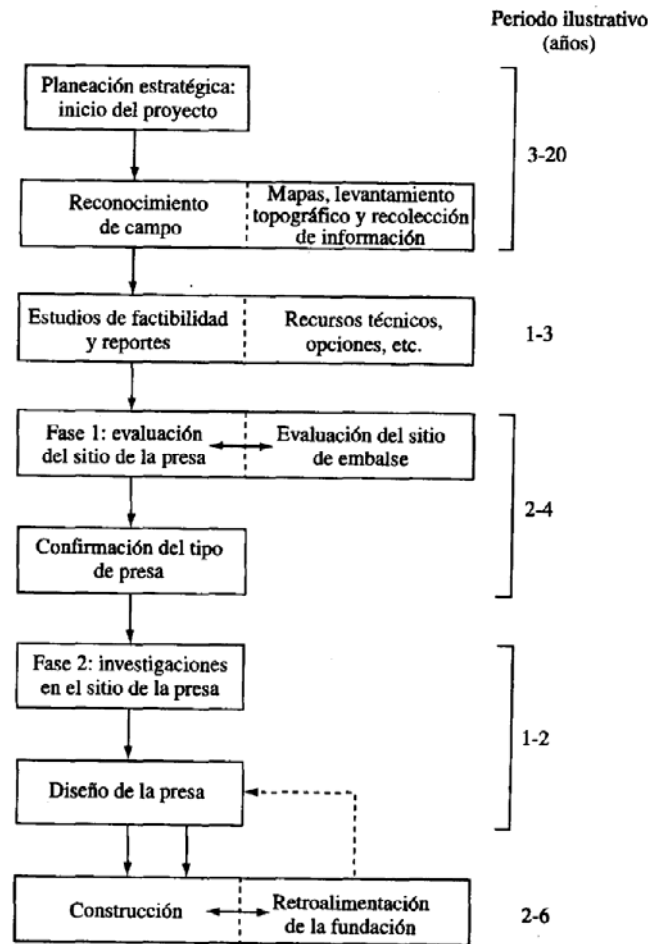 Periodo ilustrativo
(años)
Planeación estratégica:
inicio del proyecto
3-20
Reconocimiento
de campo
Mapas, levantamiento
topográfico y recolección
de información
Estudios de factibilidad
y reportes
Recursos técnicos,
opciones, etc.
1-3
Fase 1: evaluación
del sitio de la presa
Evaluación del sitio
de embalse
2-4
Confirmación del tipo
de presa
Fase 2: investigaciones
en el sitio de la presa
1-2
Diseño de la presa
Construcción
Retroalimentación
de la fundación
2-6